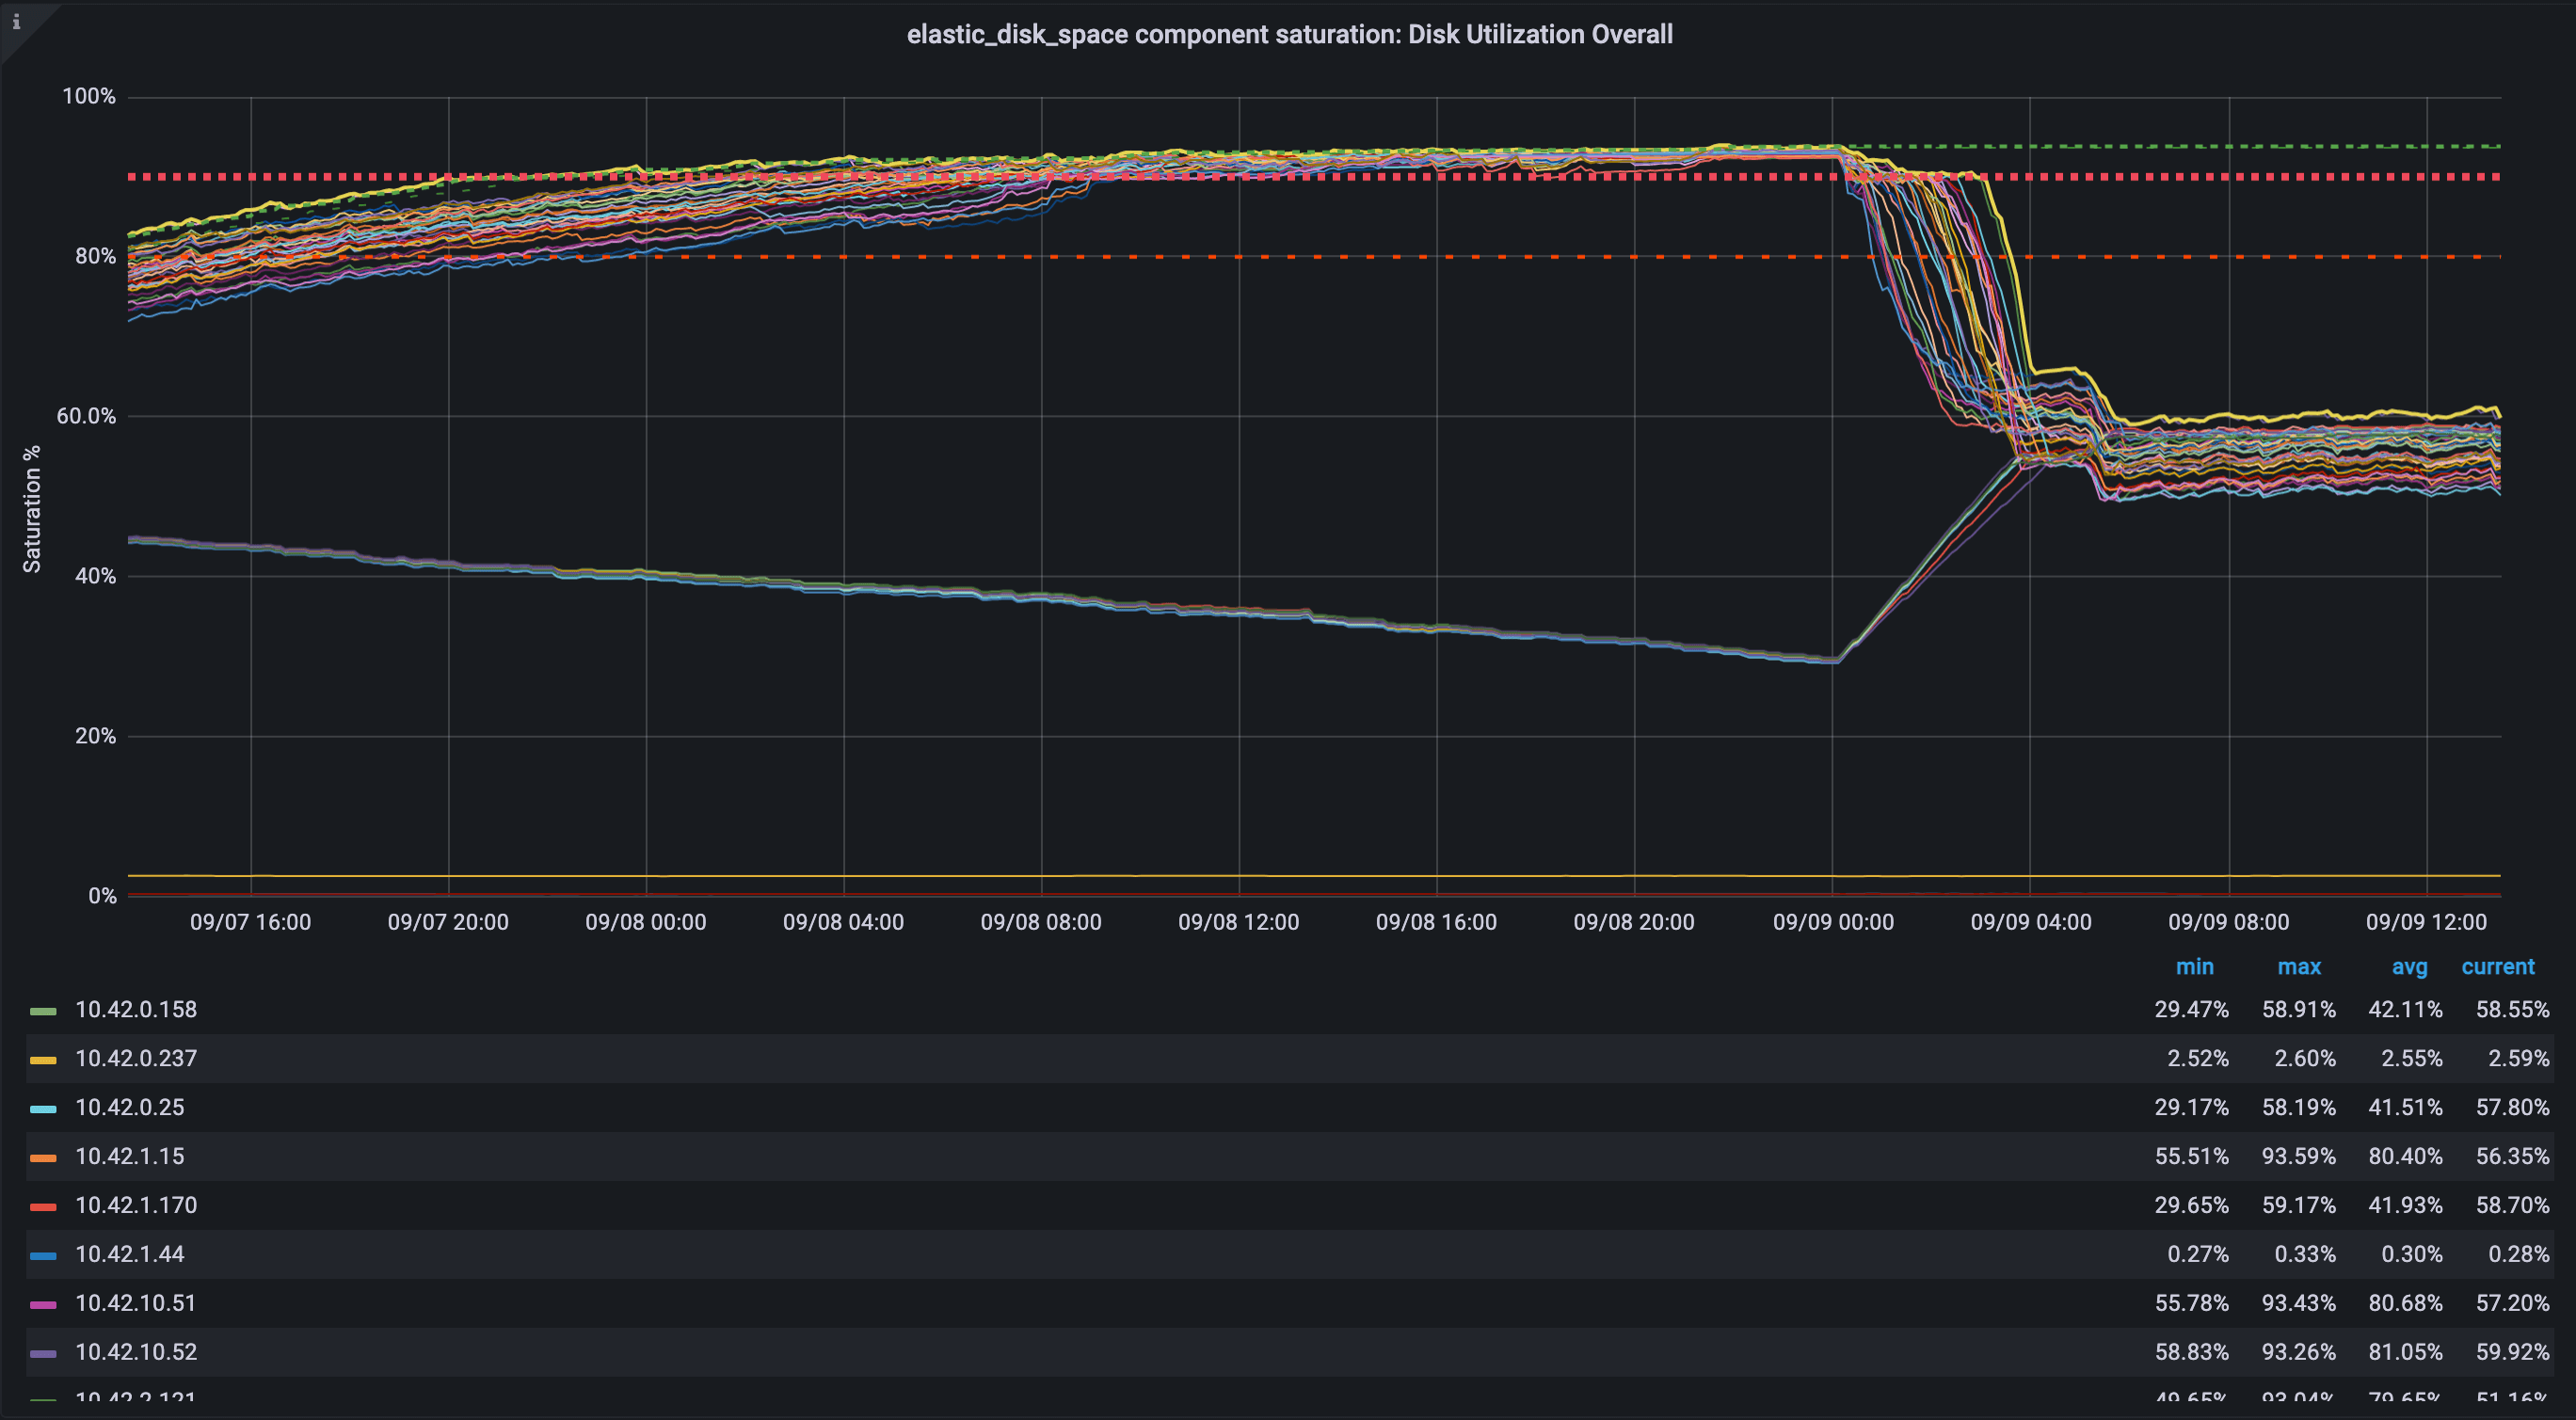 i
elastic_disk_space component saturation: Disk Utilization Overall
100%
80%
60.0%
40%
20%
0%
Saturation %
09/07 16:00 09/07 20:00 09/08 00:00 09/08 04:00 09/08 08:00 09/08 12:00 09/08 16:00 09/08 20:00 09/09 00:00 09/09 04:00 09/09 08:00 09/09 12:00
min max avg current
10.42.0.158 29.47% 58.91% 42.11% 58.55%
10.42.0.237 2.52% 2.60% 2.55% 2.59%
10.42.0.25 29.17% 58.19% 41.51% 57.80%
10.42.1.15 55.51% 93.59% 80.40% 56.35%
10.42.1.170 29.65% 59.17% 41.93% 58.70%
10.42.1.44 0.27% 0.33% 0.30% 0.28%
10.42.10.51 55.78% 93.43% 80.68% 57.20%
10.42.10.52 58.83% 93.26% 81.05% 59.92%